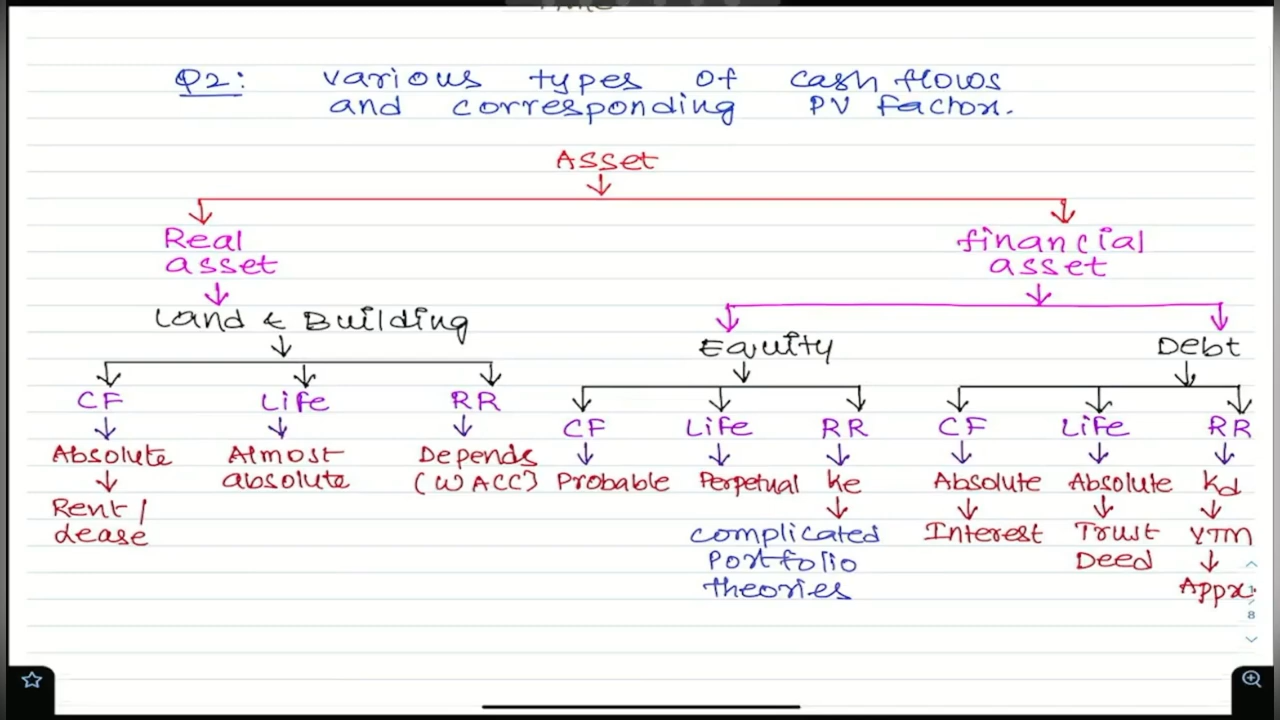 Q2: various types of cash flows
and corresponding PV factor.
Asset
Real
asset
financial
asset
Land & Building
Equity
Debt
CF Life RR
CF Life RR
CF Life RR
Absolute
Almost
absolute
Depends
(WACC)
Probable Perpetual ke
Absolute Absolute kd
Rent/
dease
complicated
Portfolio
theories
Interest
Trust
Deed
YTM
Appx.
8